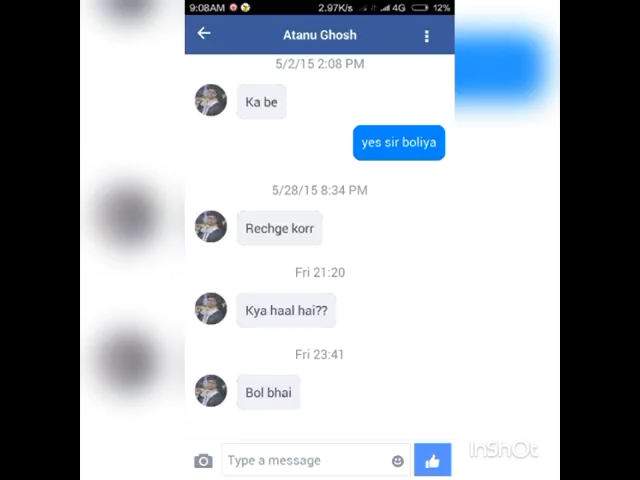 9:08AM 2.97K/s 4G 12%
Atanu Ghosh
5/2/15 2:08 PM
Ka be
yes sir boliya
5/28/15 8:34 PM
Rechge korr
Fri 21:20
Kya haal hai??
Fri 23:41
Bol bhai
Type a message
InShOt